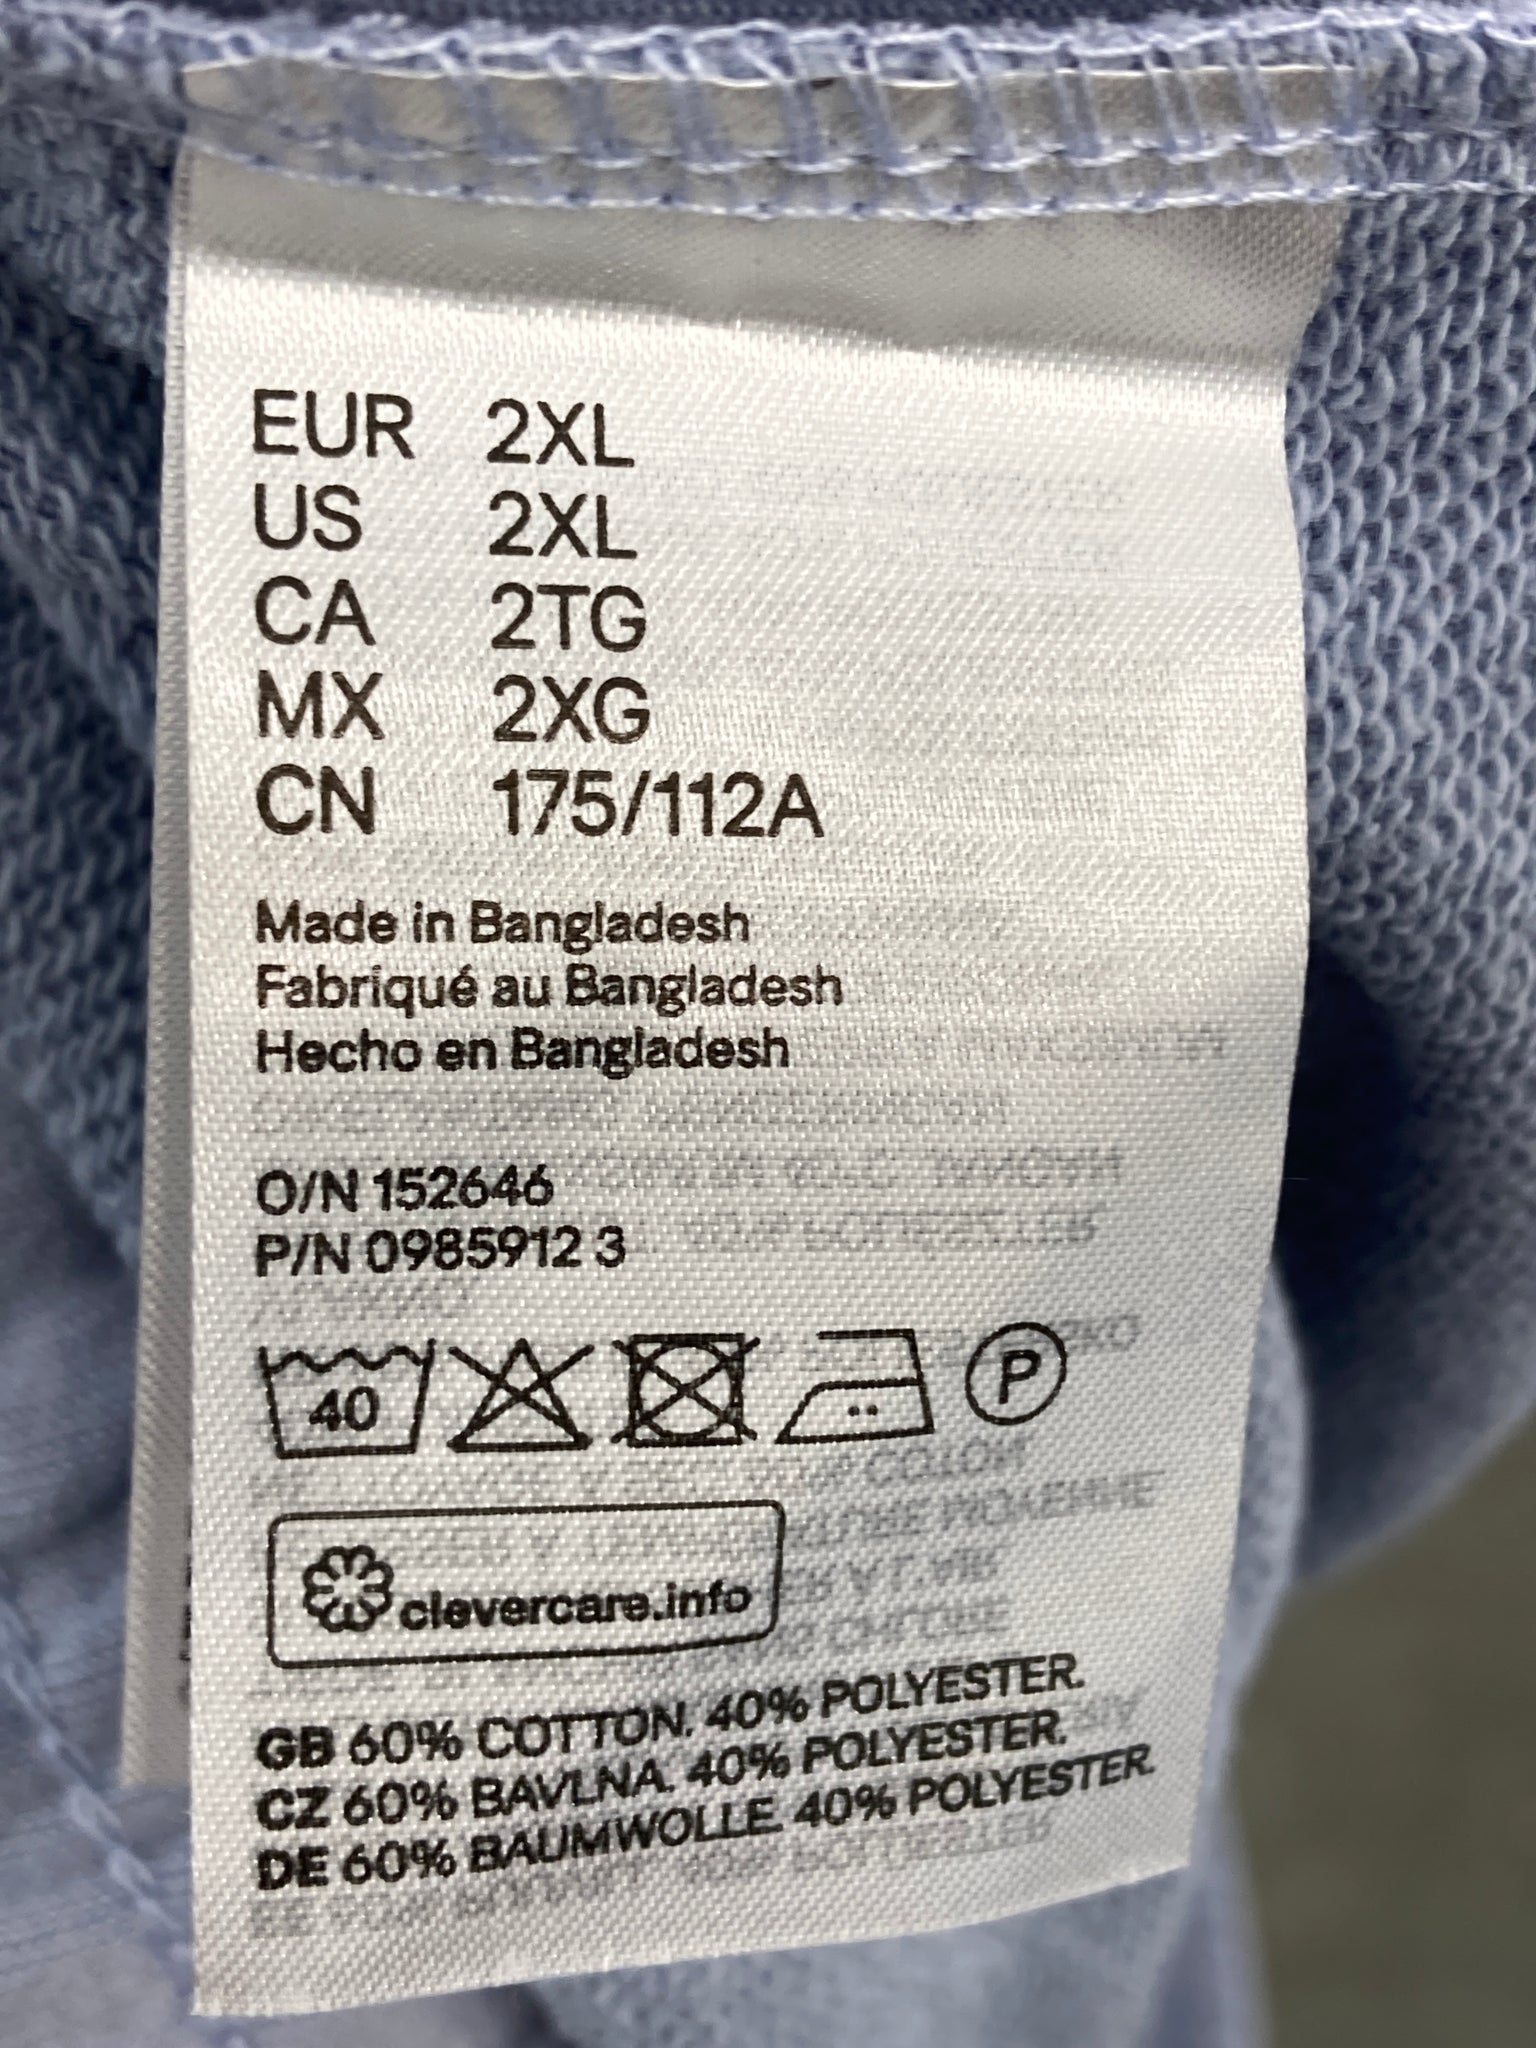 EUR 2XL
US 2XL
CA 2TG
MX 2XG
CN 175/112A
Made in Bangladesh
Fabriqué au Bangladesh
Hecho en Bangladesh
O/N 152646
P/N 0985912 3
40
P
clevercare.info
GB 60% COTTON. 40% POLYESTER.
CZ 60% BAVLNA. 40% POLYESTER.
DE 60% BAUMWOLLE. 40% POLYESTER.